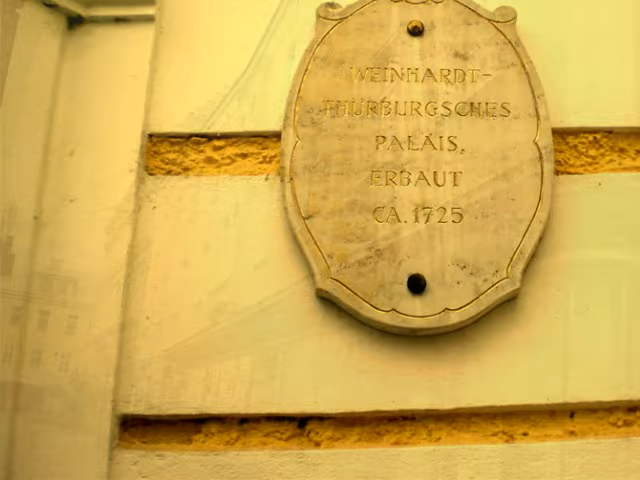 WEINHARDT-
THURBURGSCHES
PALAIS,
ERBAUT
CA. 1725